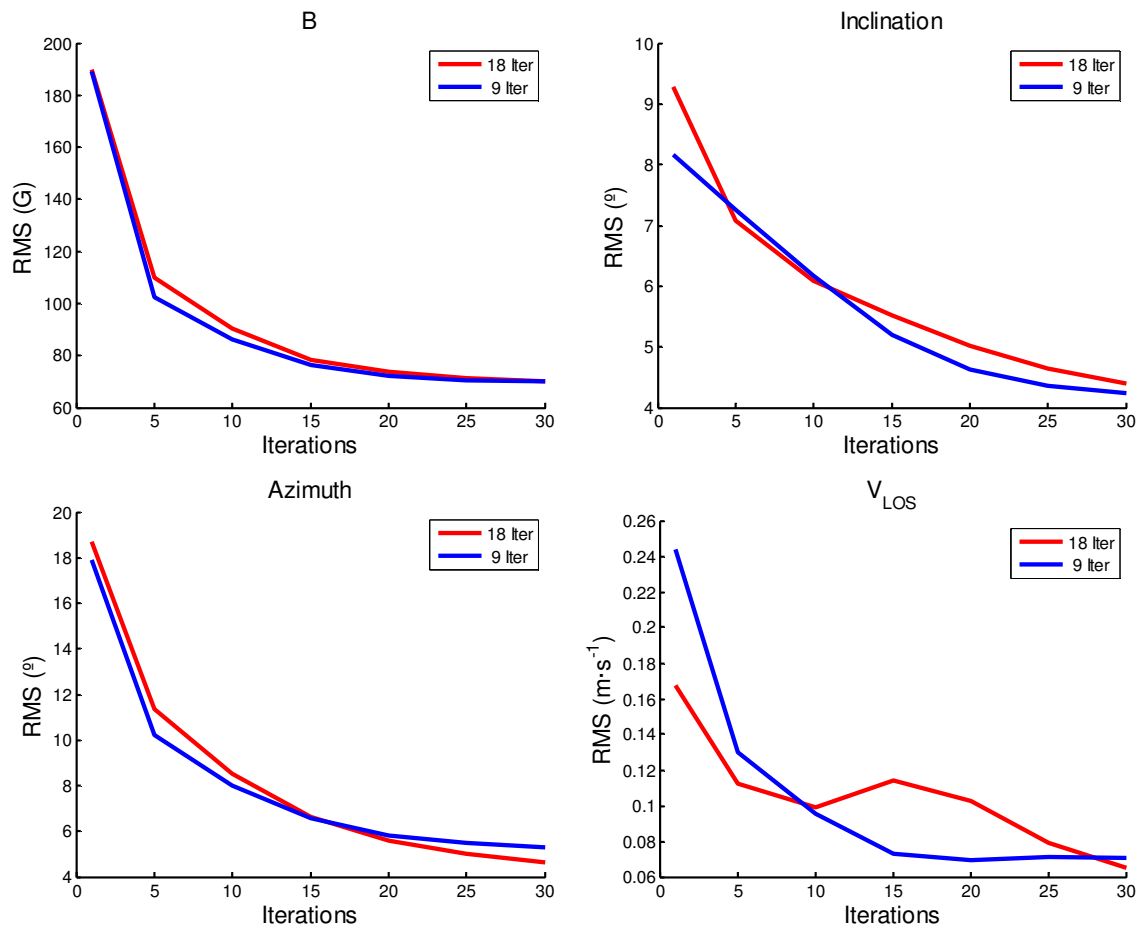 B
200
180
160
140
120
100
80
60
0 5 10 15 20 25 30
RMS (G)
Iterations
18 Iter
9 Iter
Inclination
10
9
8
7
6
5
4
0 5 10 15 20 25 30
RMS (º)
Iterations
18 Iter
9 Iter
Azimuth
20
18
16
14
12
10
8
6
4
0 5 10 15 20 25 30
RMS (º)
Iterations
18 Iter
9 Iter
V_LOS
0.26
0.24
0.22
0.2
0.18
0.16
0.14
0.12
0.1
0.08
0.06
0 5 10 15 20 25 30
RMS (m·s⁻¹)
Iterations
18 Iter
9 Iter